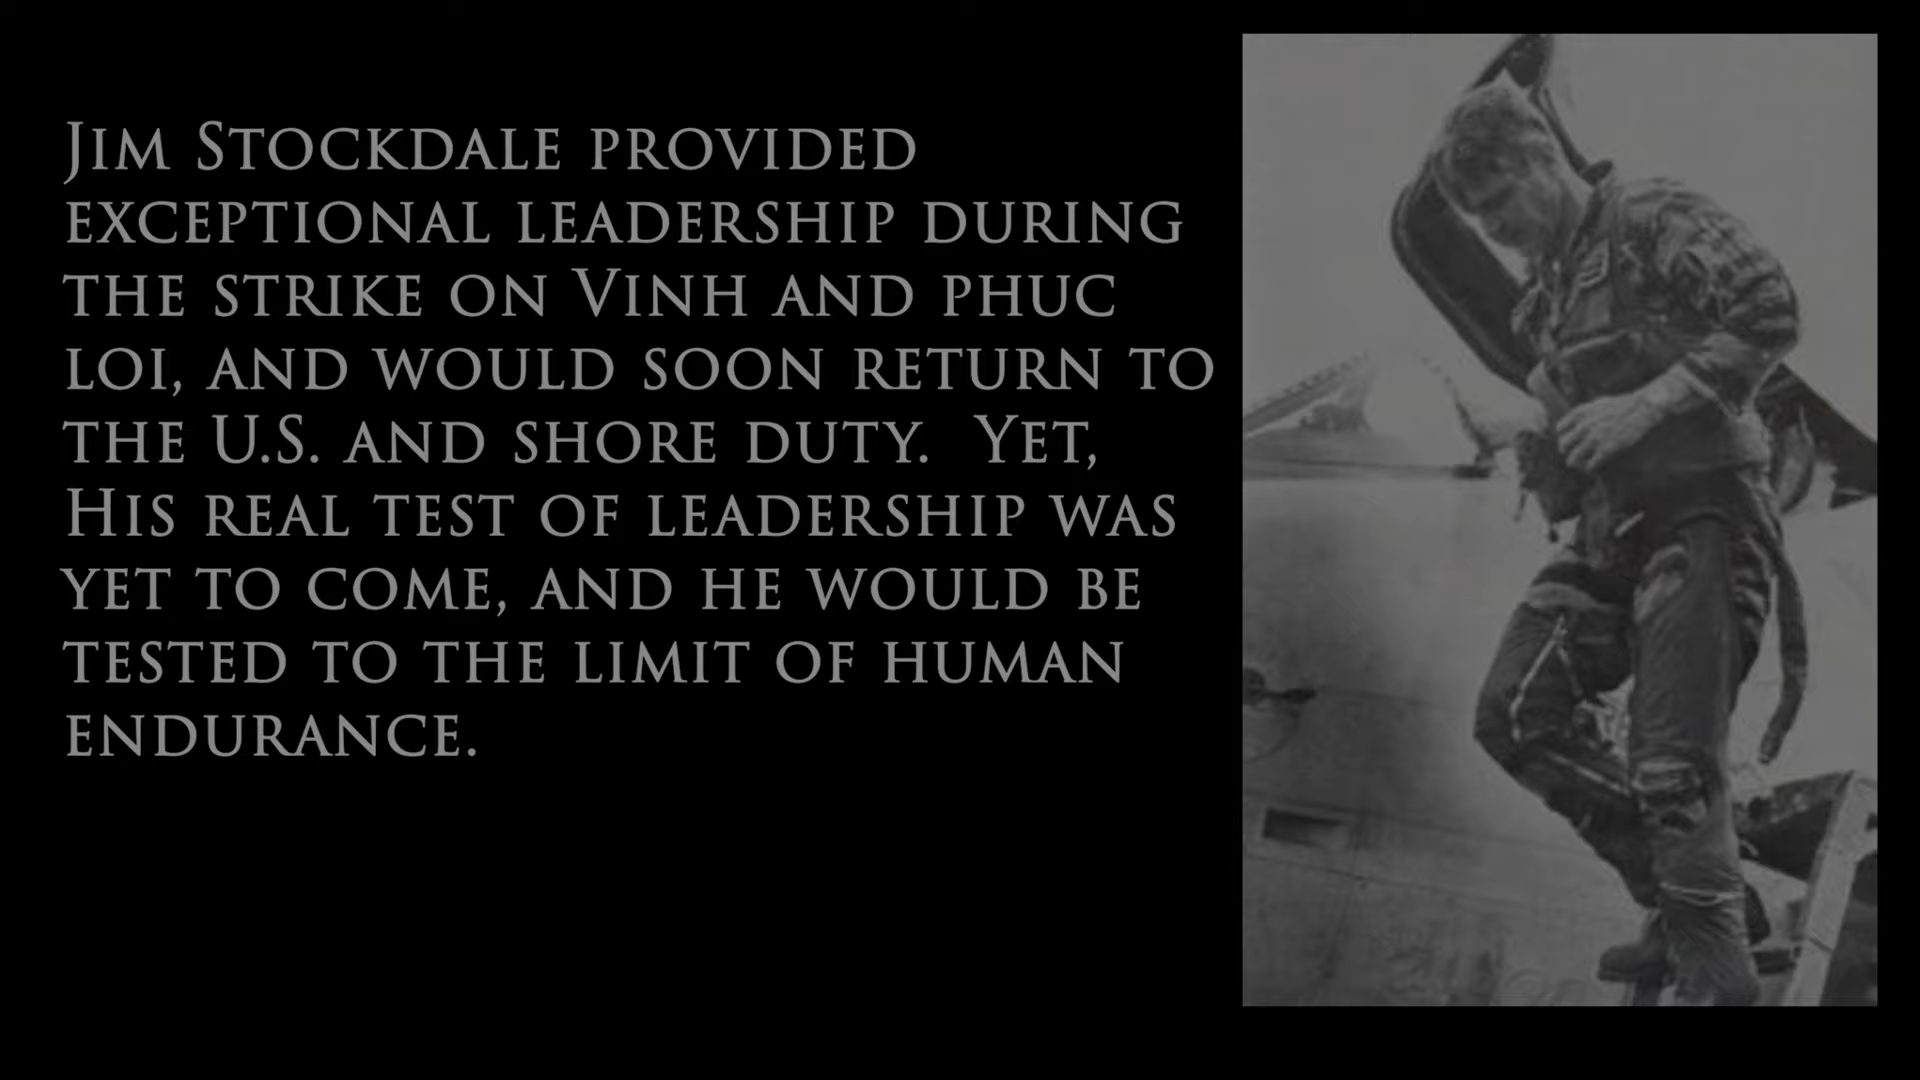 Jim Stockdale provided
exceptional leadership during
the strike on Vinh and phuc
loi, and would soon return to
the U.S. and shore duty.  Yet,
His real test of leadership was
yet to come, and he would be
tested to the limit of human
endurance.